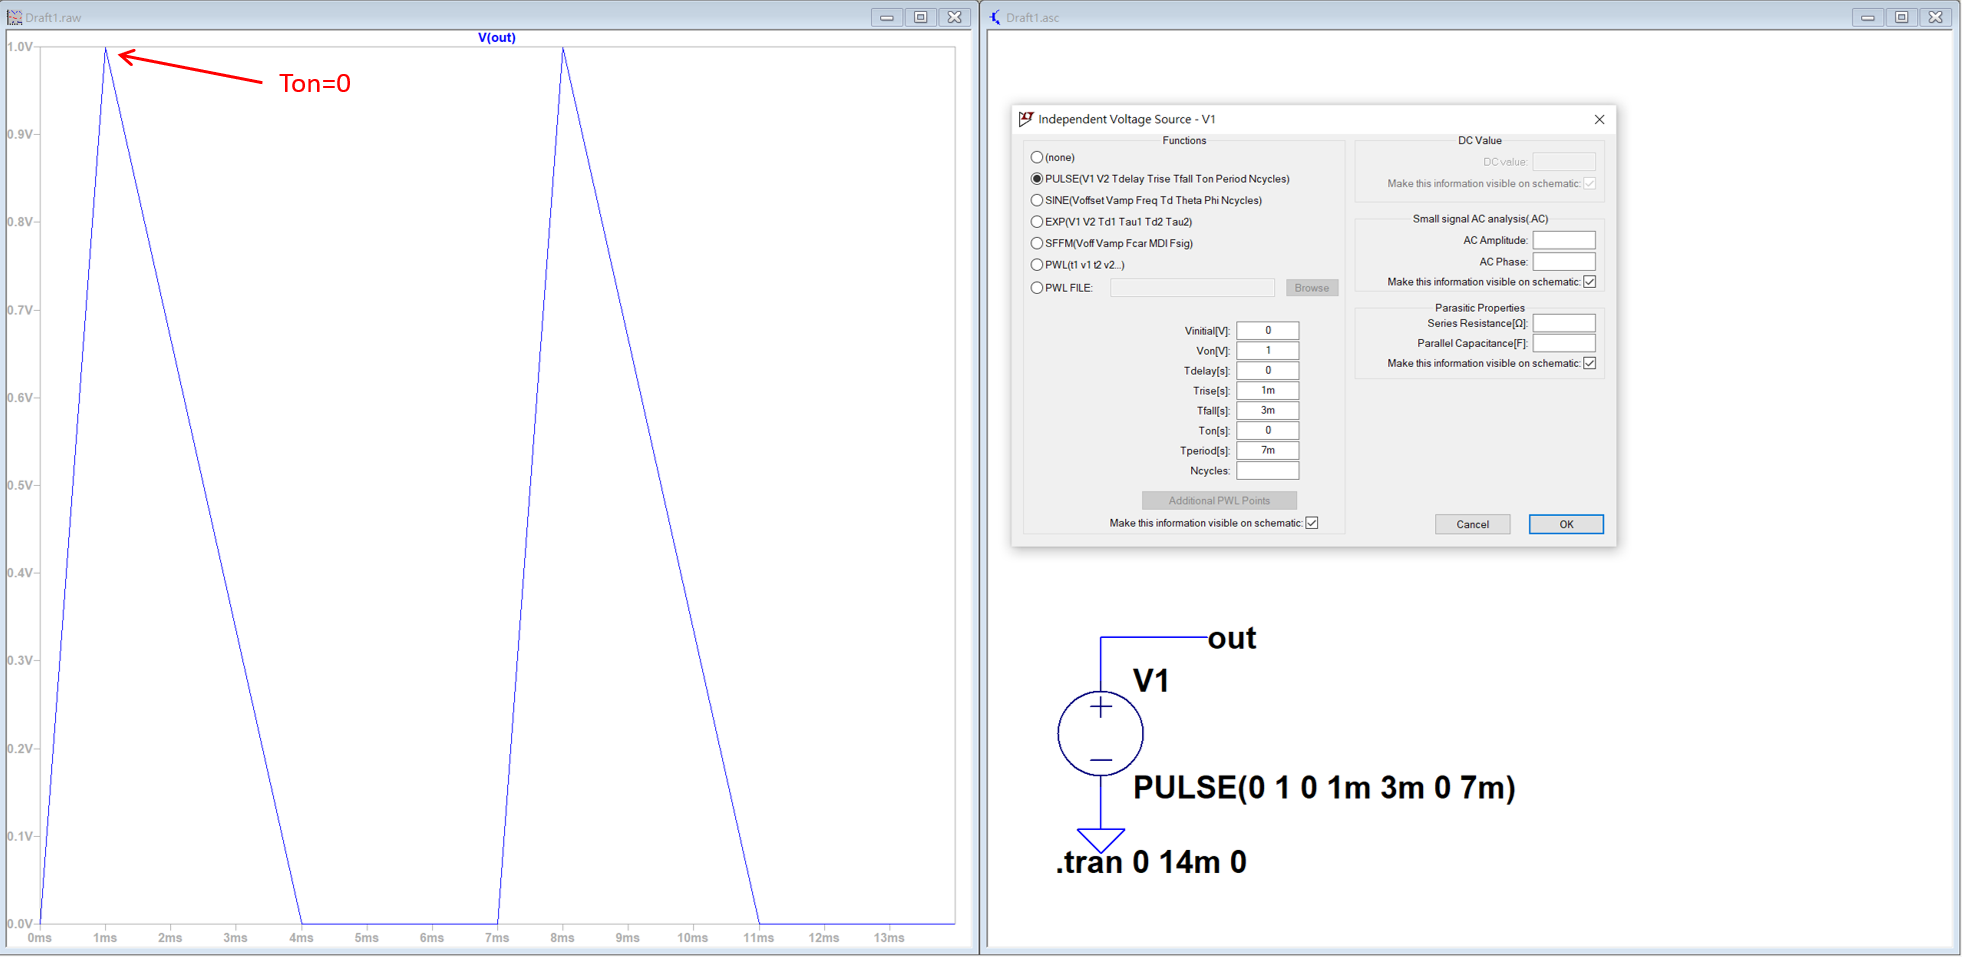 Draft1.raw
V(out)
1.0V
0.9V
0.8V
0.7V
0.6V
0.5V
0.4V
0.3V
0.2V
0.1V
0.0V
0ms 1ms 2ms 3ms 4ms 5ms 6ms 7ms 8ms 9ms 10ms 11ms 12ms 13ms
Ton=0
Draft1.asc
Independent Voltage Source - V1
Functions
(none)
PULSE(V1 V2 Tdelay Trise Tfall Ton Period Ncycles)
SINE(Voffset Vamp Freq Td Theta Phi Ncycles)
EXP(V1 V2 Td1 Tau1 Td2 Tau2)
SFFM(Voff Vamp Fcar MDI Fsig)
PWL(t1 v1 t2 v2...)
PWL FILE: Browse
Vinitial[V]: 0
Von[V]: 1
Tdelay[s]: 0
Trise[s]: 1m
Tfall[s]: 3m
Ton[s]: 0
Tperiod[s]: 7m
Ncycles:
Additional PWL Points
Make this information visible on schematic:
DC Value
DC value:
Make this information visible on schematic:
Small signal AC analysis(.AC)
AC Amplitude:
AC Phase:
Make this information visible on schematic:
Parasitic Properties
Series Resistance[Ω]:
Parallel Capacitance[F]:
Make this information visible on schematic:
Cancel OK
out
V1
PULSE(0 1 0 1m 3m 0 7m)
.tran 0 14m 0